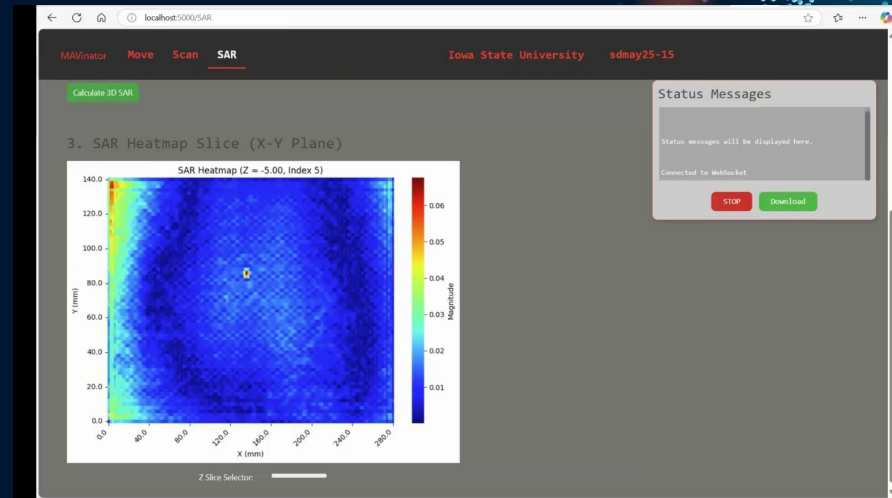 localhost:5000/SAR
MAVinator Move Scan SAR Iowa State University sdmay25-15
Calculate 3D SAR
Status Messages
Status messages will be displayed here.
Connected to WebSocket
STOP Download
3. SAR Heatmap Slice (X-Y Plane)
SAR Heatmap (Z = -5.00, Index 5)
140.0
120.0
100.0
80.0
60.0
40.0
20.0
0.0
Y (mm)
0.0 40.0 80.0 120.0 160.0 200.0 240.0 280.0
X (mm)
0.06
0.05
0.04
0.03
0.02
0.01
Magnitude
Z Slice Selector: